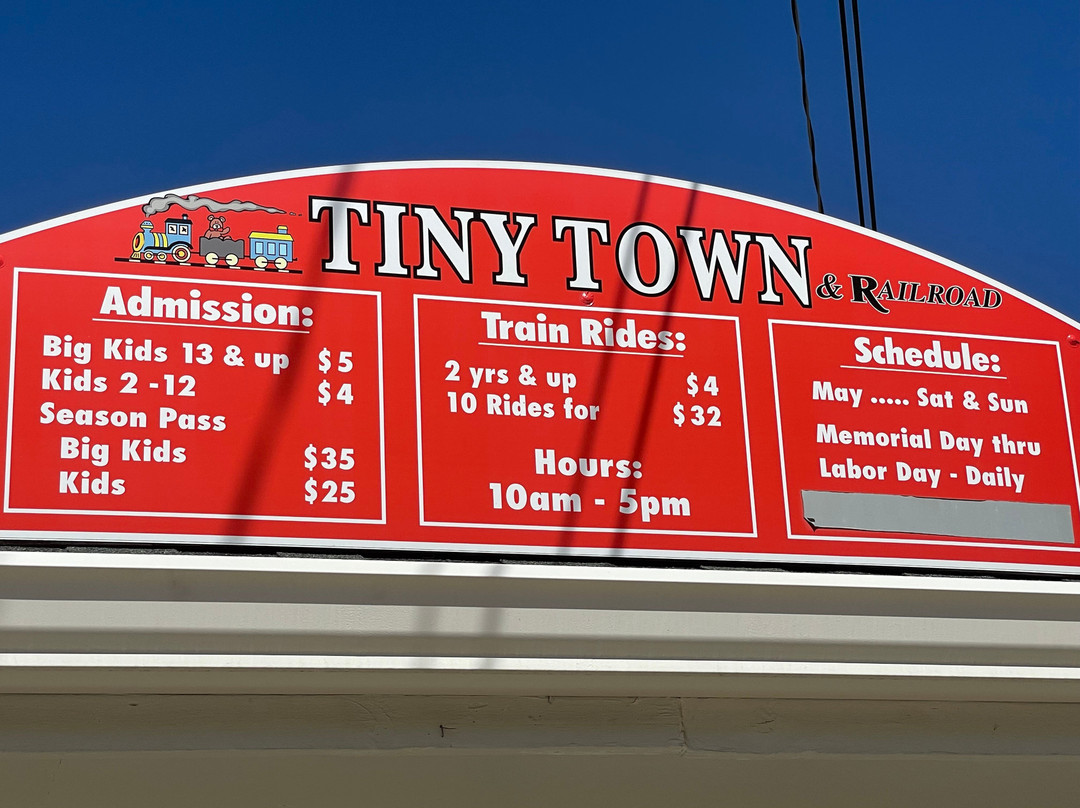 TINY TOWN & RAILROAD
Admission:
Big Kids 13 & up $5
Kids 2 -12 $4
Season Pass
Big Kids $35
Kids $25
Train Rides:
2 yrs & up $4
10 Rides for $32
Hours:
10am - 5pm
Schedule:
May ..... Sat & Sun
Memorial Day thru
Labor Day - Daily